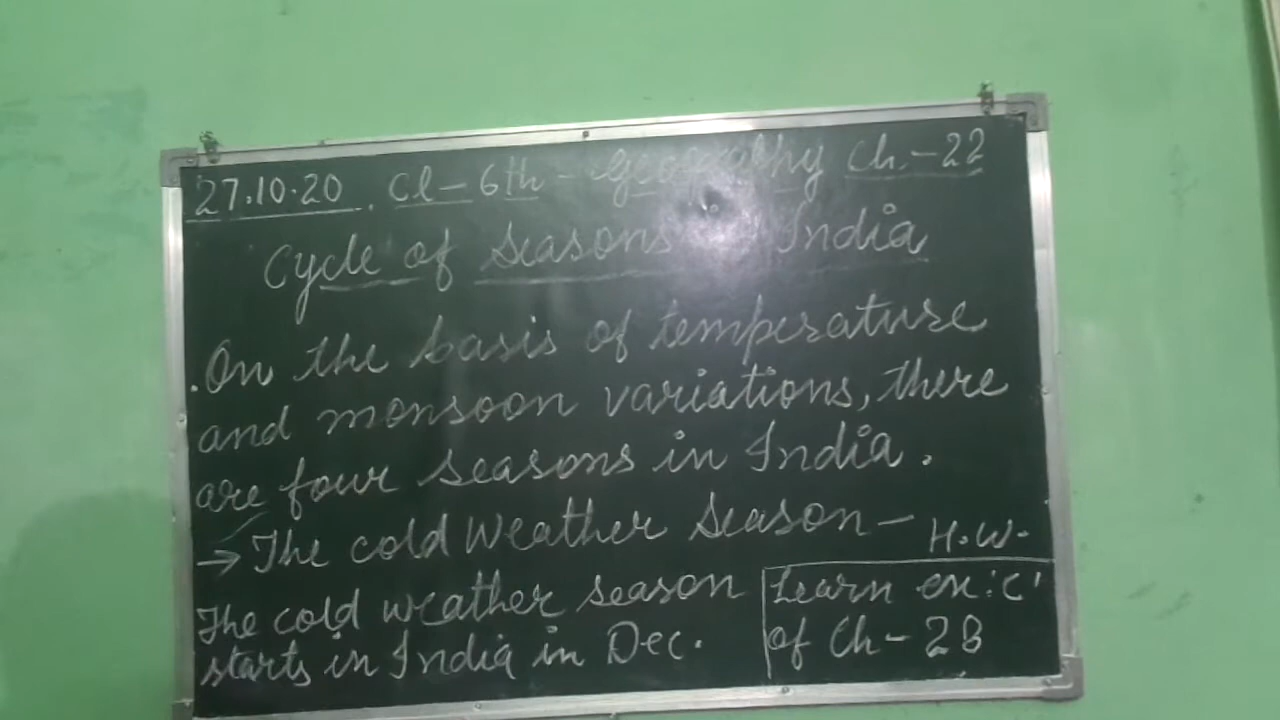 27.10.20. Cl- 6th - Geography Ch.-22
Cycle of Seasons India
.On the basis of temperature
and monsoon variations, there
are four seasons in India.
→ The cold Weather Season -
The cold weather season
starts in India in Dec.
H.W.
Learn ex: 'C'
of Ch-